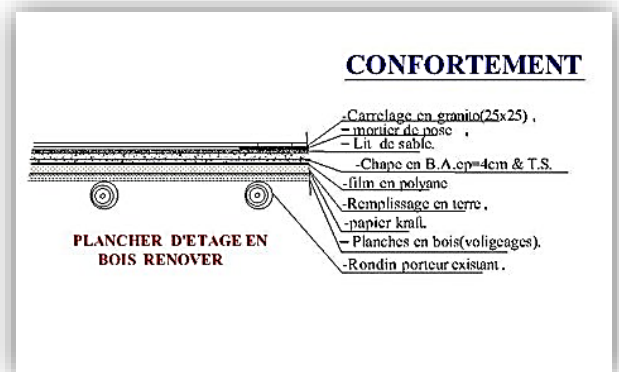 CONFORTEMENT
-Carrelage en granito(25x25) ,
- mortier de pose ,
- Lit de sable.
-Chape en B.A.ep=4cm & T.S.
-film en polyane
-Remplissage en terre ,
-papier kraft.
- Planches en bois(voligeages).
-Rondin porteur existant .
PLANCHER D'ETAGE EN
BOIS RENOVER